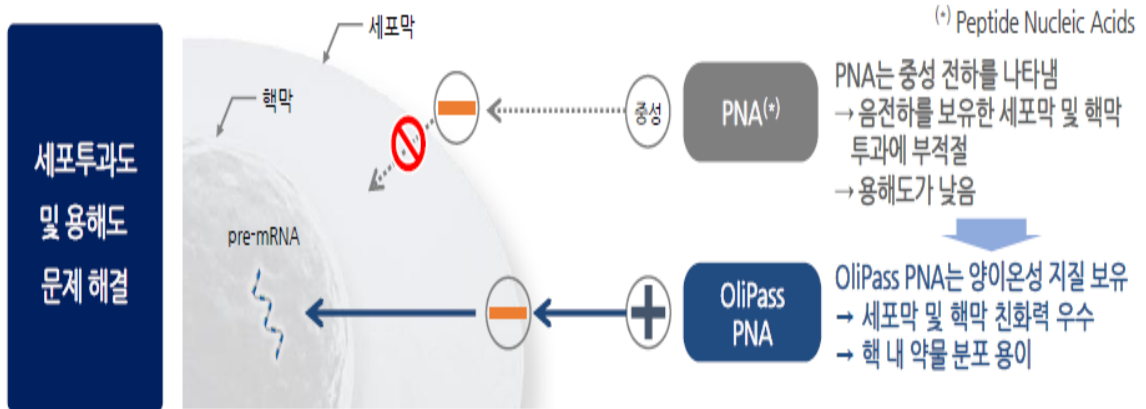 (*) Peptide Nucleic Acids
세포투과도
및 용해도
문제 해결
세포막
핵막
pre-mRNA
중성
PNA(*)
PNA는 중성 전하를 나타냄
→ 음전하를 보유한 세포막 및 핵막
투과에 부적절
→ 용해도가 낮음
OliPass
PNA
OliPass PNA는 양이온성 지질 보유
→ 세포막 및 핵막 친화력 우수
→ 핵 내 약물 분포 용이